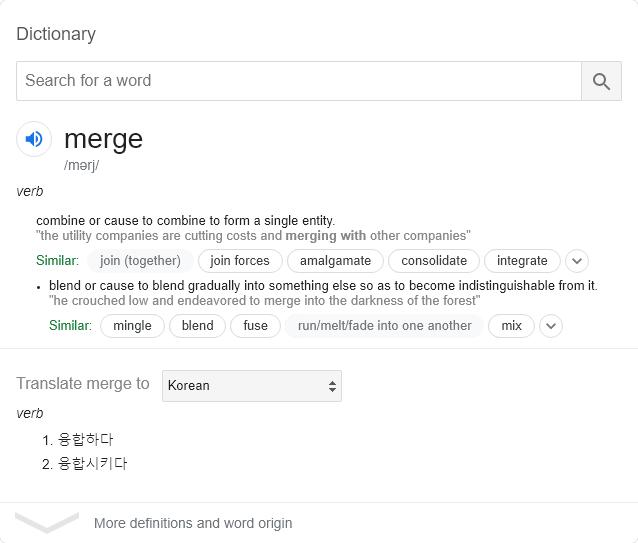 Dictionary
Search for a word
merge
/mərj/
verb
combine or cause to combine to form a single entity.
"the utility companies are cutting costs and merging with other companies"
Similar: join (together) join forces amalgamate consolidate integrate
• blend or cause to blend gradually into something else so as to become indistinguishable from it.
"he crouched low and endeavored to merge into the darkness of the forest"
Similar: mingle blend fuse run/melt/fade into one another mix
Translate merge to Korean
verb
1. 융합하다
2. 융합시키다
More definitions and word origin